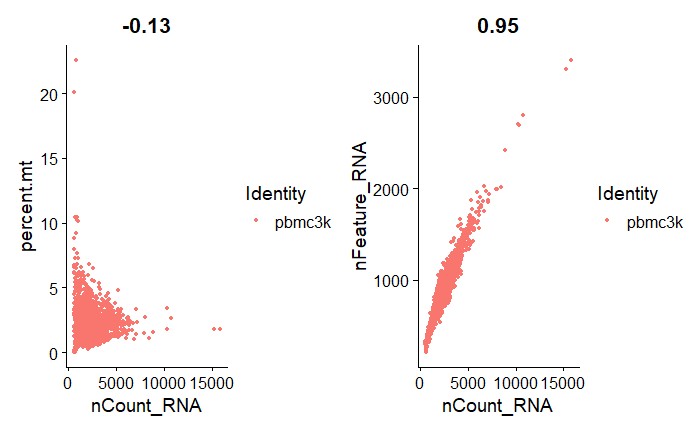 -0.13
percent.mt
20
15
10
5
0
0
5000
10000
15000
nCount_RNA
Identity
pbmc3k
0.95
nFeature_RNA
3000
2000
1000
0
5000
10000
15000
nCount_RNA
Identity
pbmc3k